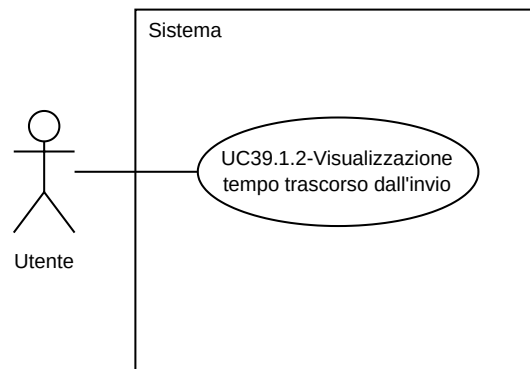 Sistema
UC39.1.2-Visualizzazione
tempo trascorso dall'invio
Utente